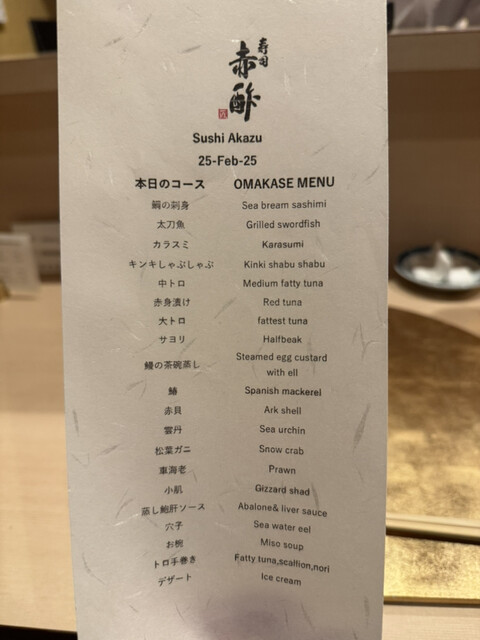 寿司
赤酢
Sushi Akazu
25-Feb-25
本日のコース OMAKASE MENU
鯛の刺身 Sea bream sashimi
太刀魚 Grilled swordfish
カラスミ Karasumi
キンキしゃぶしゃぶ Kinki shabu shabu
中トロ Medium fatty tuna
赤身漬け Red tuna
大トロ fattest tuna
サヨリ Halfbeak
鰻の茶碗蒸し Steamed egg custard
with ell
鰆 Spanish mackerel
赤貝 Ark shell
雲丹 Sea urchin
松葉ガニ Snow crab
車海老 Prawn
小肌 Gizzard shad
蒸し鮑肝ソース Abalone& liver sauce
穴子 Sea water eel
お椀 Miso soup
トロ手巻き Fatty tuna,scallion,nori
デザート Ice cream